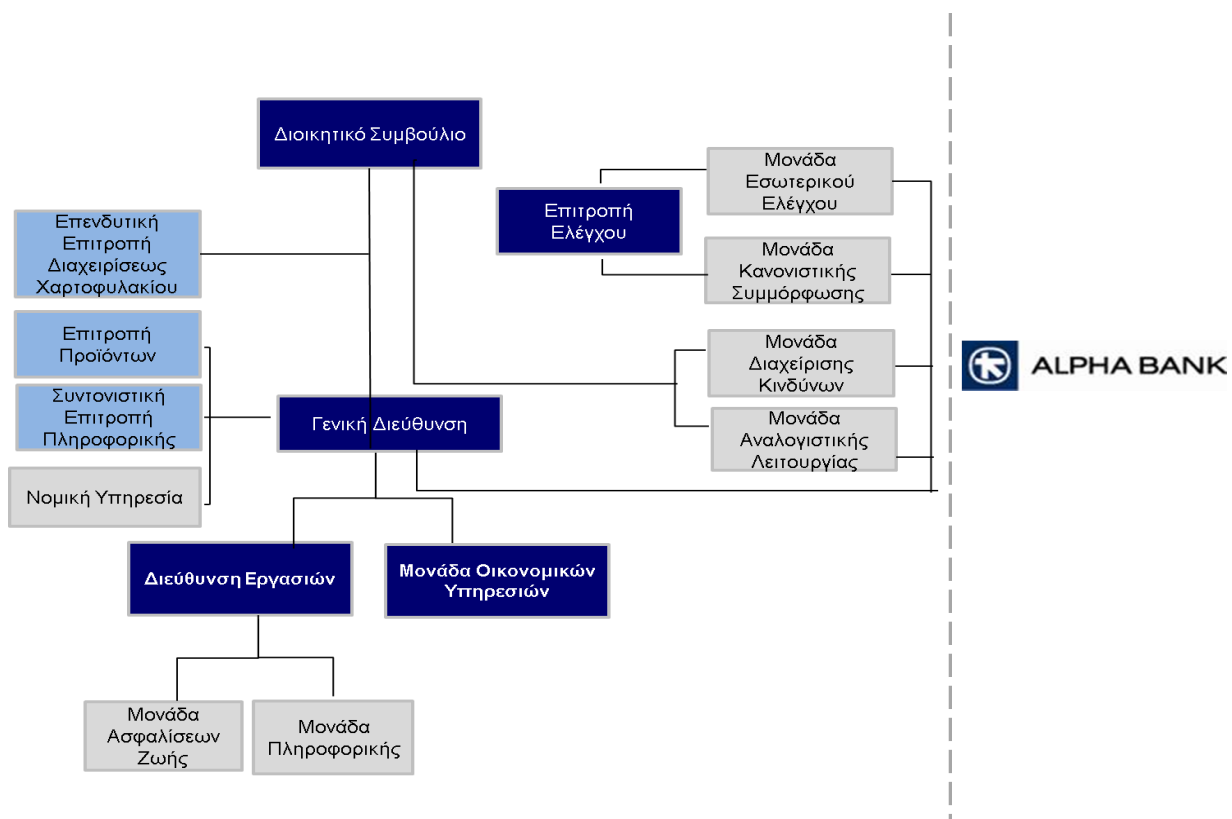 Διοικητικό Συμβούλιο
Μονάδα
Εσωτερικού
Ελέγχου
Επιτροπή
Ελέγχου
Επενδυτική
Επιτροπή
Διαχειρίσεως
Χαρτοφυλακίου
Μονάδα
Κανονιστικής
Συμμόρφωσης
Επιτροπή
Προϊόντων
Μονάδα
Διαχείρισης
Κινδύνων
ALPHA BANK
Συντονιστική
Επιτροπή
Πληροφορικής
Γενική Διεύθυνση
Μονάδα
Αναλογιστικής
Λειτουργίας
Νομική Υπηρεσία
Διεύθυνση Εργασιών
Μονάδα Οικονομικών
Υπηρεσιών
Μονάδα
Ασφαλίσεων
Ζωής
Μονάδα
Πληροφορικής